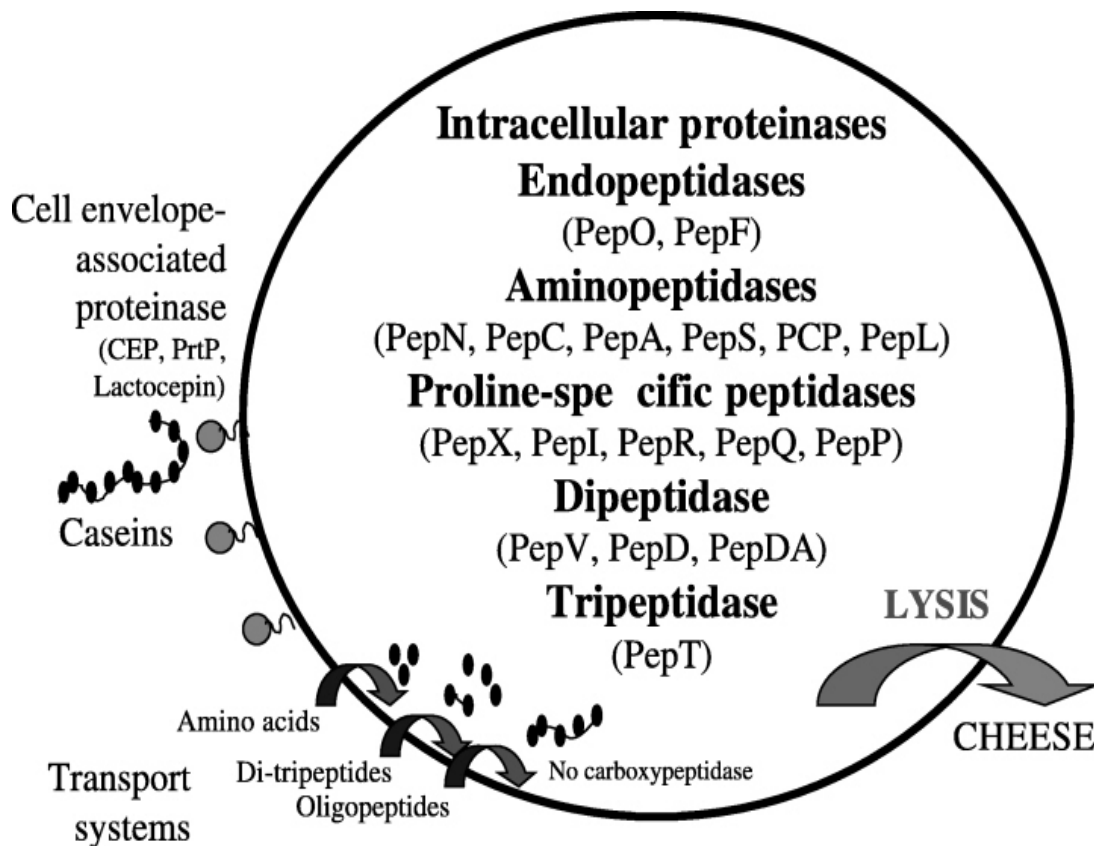 Intracellular proteinases
Endopeptidases
(PepO, PepF)
Aminopeptidases
(PepN, PepC, PepA, PepS, PCP, PepL)
Proline-spe cific peptidases
(PepX, PepI, PepR, PepQ, PepP)
Dipeptidase
(PepV, PepD, PepDA)
Tripeptidase
(PepT)
Cell envelope-
associated
proteinase
(CEP, PrtP,
Lactocepin)
Caseins
LYSIS
CHEESE
Amino acids
Di-tripeptides
Oligopeptides
No carboxypeptidase
Transport
systems